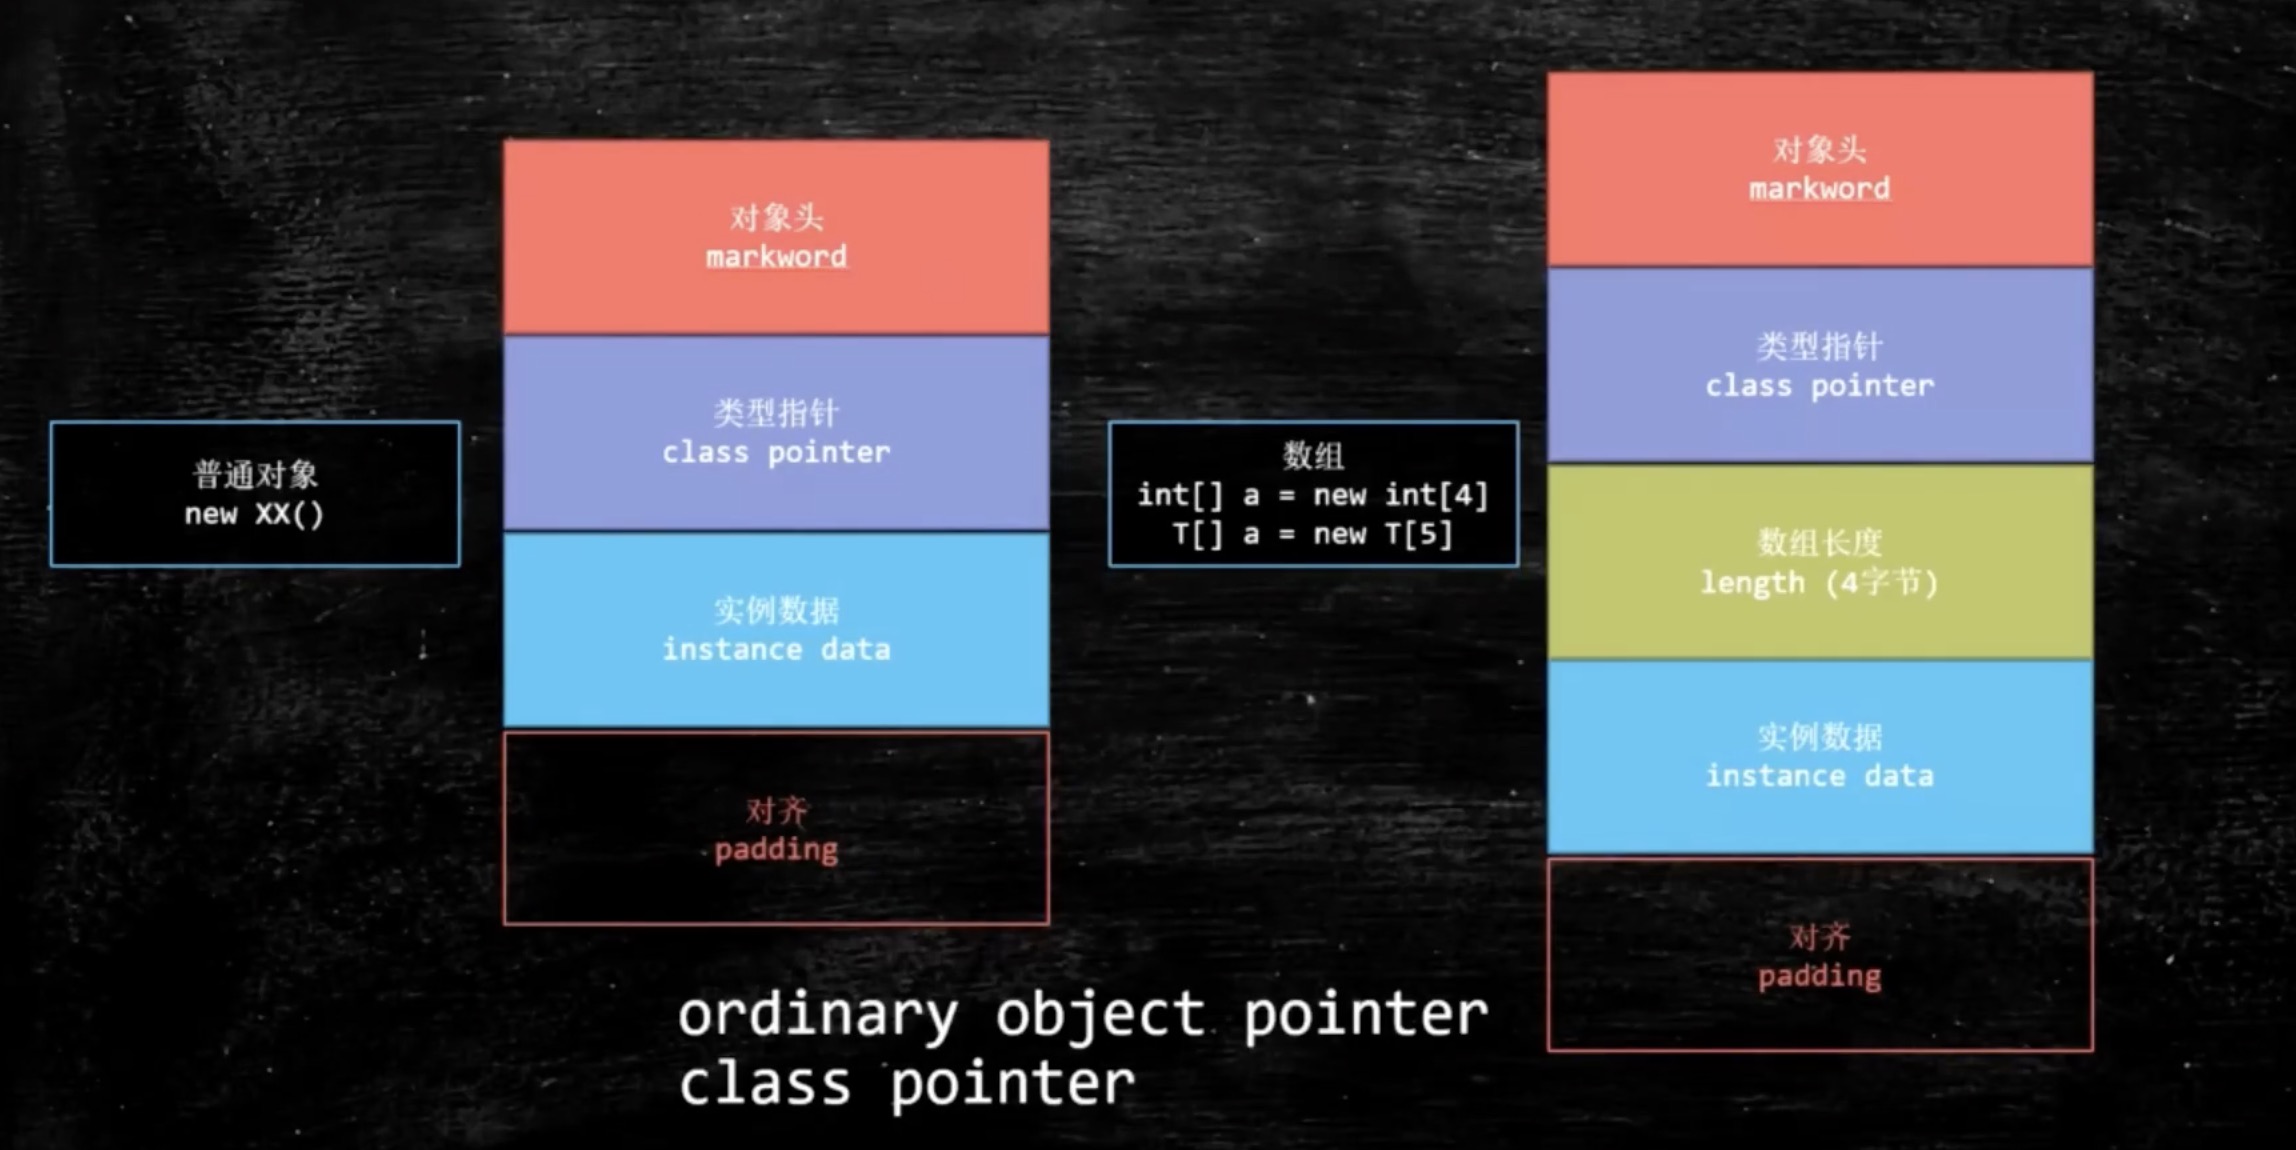 普通对象
new XX()
对象头
markword
类型指针
class pointer
实例数据
instance data
对齐
padding
数组
int[] a = new int[4]
T[] a = new T[5]
对象头
markword
类型指针
class pointer
数组长度
length (4字节)
实例数据
instance data
对齐
padding
ordinary object pointer
class pointer